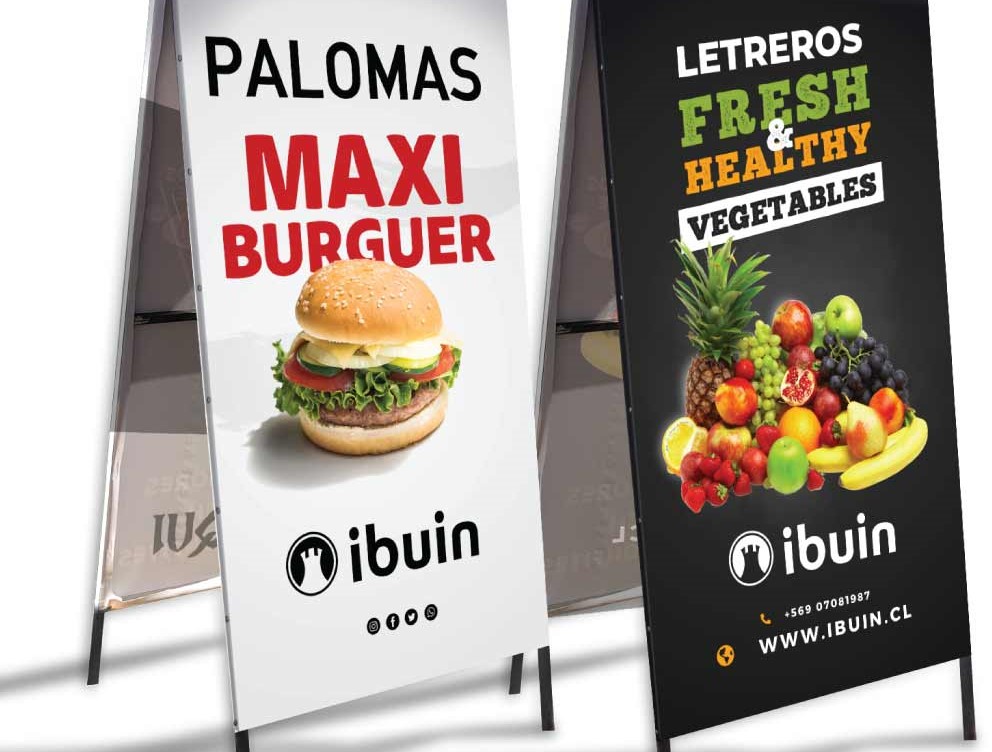 PALOMAS
MAXI
BURGUER
ibuin
LETREROS
FRESH
&
HEALTHY
VEGETABLES
ibuin
+569 07081987
WWW.IBUIN.CL